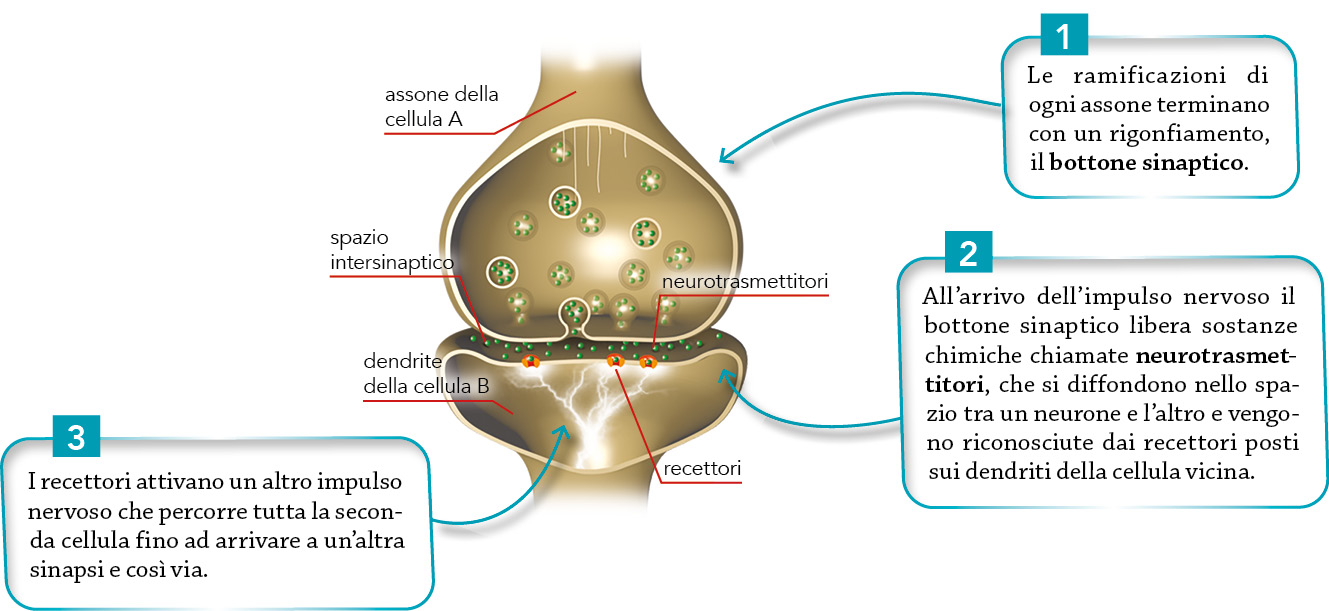 1
Le ramificazioni di
ogni assone terminano
con un rigonfiamento,
il bottone sinaptico.
assone della
cellula A
spazio
intersinaptico
neurotrasmettitori
dendrite
della cellula B
recettori
2
All'arrivo dell'impulso nervoso il
bottone sinaptico libera sostanze
chimiche chiamate neurotrasmet-
titori, che si diffondono nello spa-
zio tra un neurone e l'altro e vengo-
no riconosciute dai recettori posti
sui dendriti della cellula vicina.
3
I recettori attivano un altro impulso
nervoso che percorre tutta la secon-
da cellula fino ad arrivare a un'altra
sinapsi e così via.